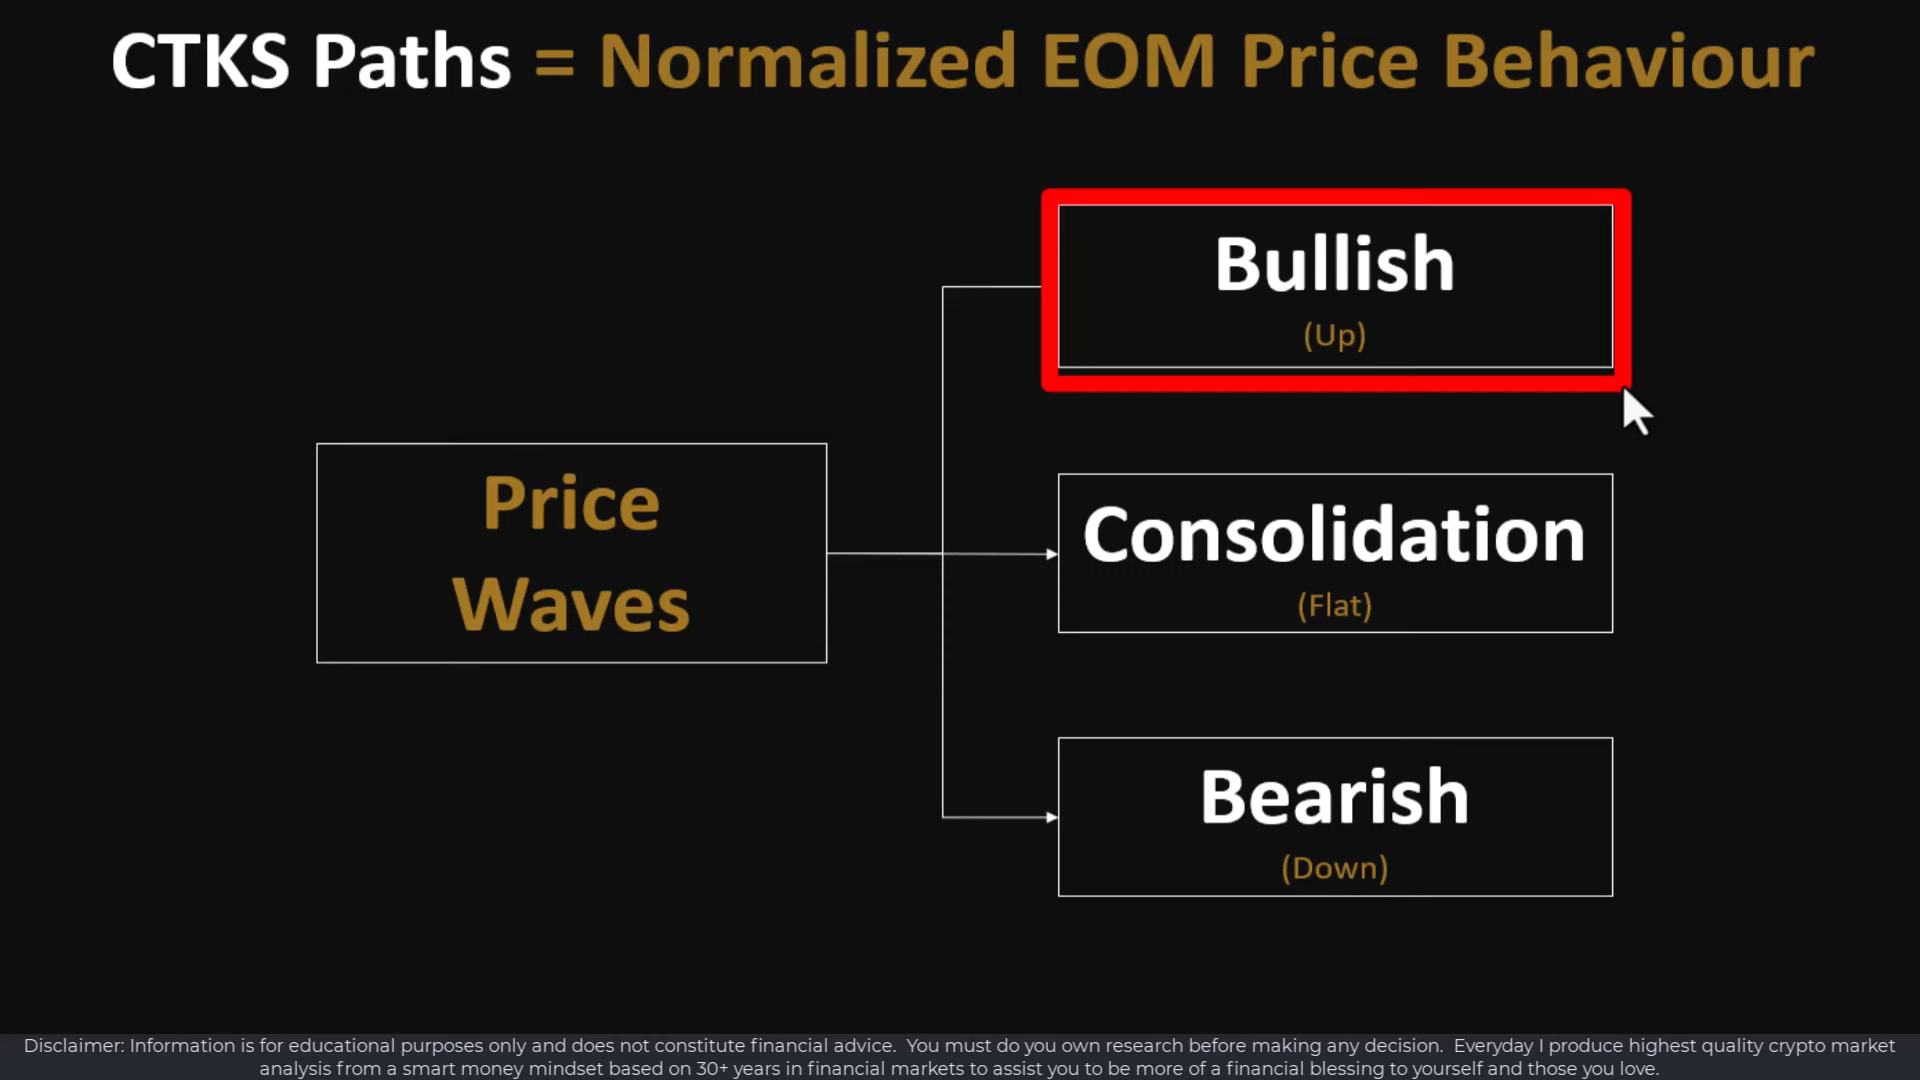 CTKS Paths = Normalized EOM Price Behaviour
Bullish
(Up)
Price
Waves
Consolidation
(Flat)
Bearish
(Down)
Disclaimer: Information is for educational purposes only and does not constitute financial advice. You must do you own research before making any decision. Everyday I produce highest quality crypto market
analysis from a smart money mindset based on 30+ years in financial markets to assist you to be more of a financial blessing to yourself and those you love.